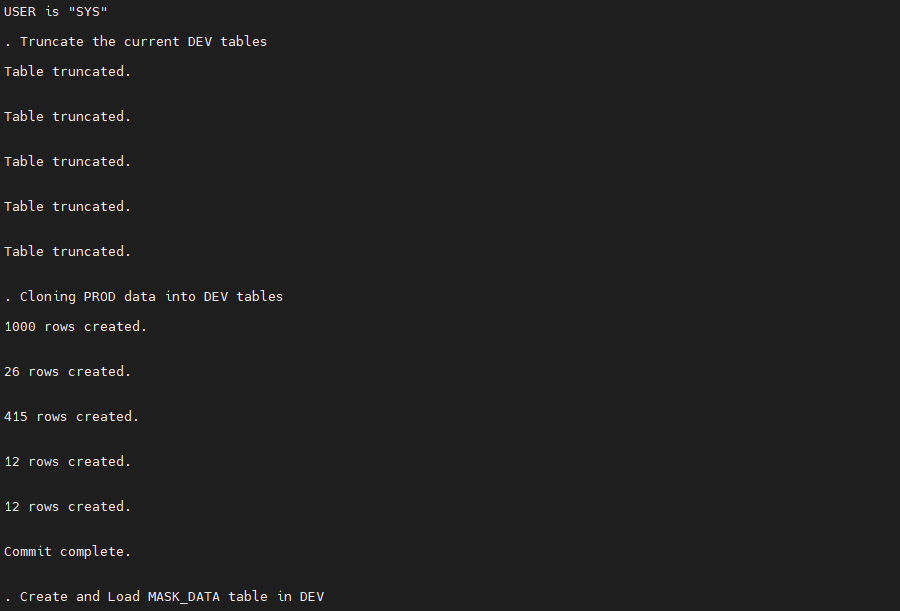 USER is "SYS"
. Truncate the current DEV tables
Table truncated.
Table truncated.
Table truncated.
Table truncated.
Table truncated.
. Cloning PROD data into DEV tables
1000 rows created.
26 rows created.
415 rows created.
12 rows created.
12 rows created.
Commit complete.
. Create and Load MASK_DATA table in DEV